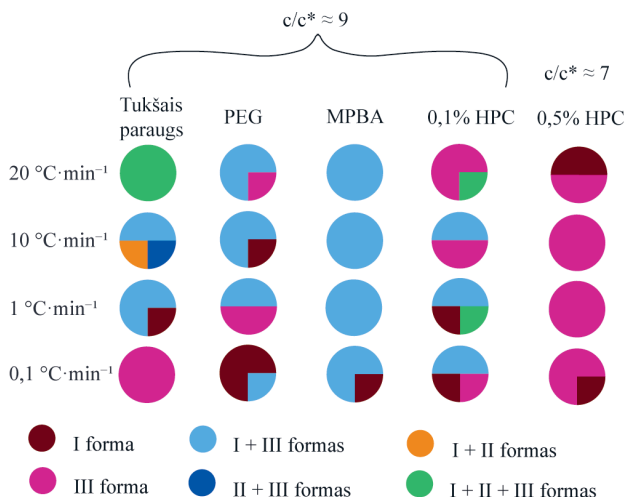 c/c* ≈ 9
c/c* ≈ 7
Tukšais
paraugs
PEG
MPBA
0,1% HPC
0,5% HPC
20 °C·min⁻¹
10 °C·min⁻¹
1 °C·min⁻¹
0,1 °C·min⁻¹
I forma
I + III formas
I + II formas
III forma
II + III formas
I + II + III formas